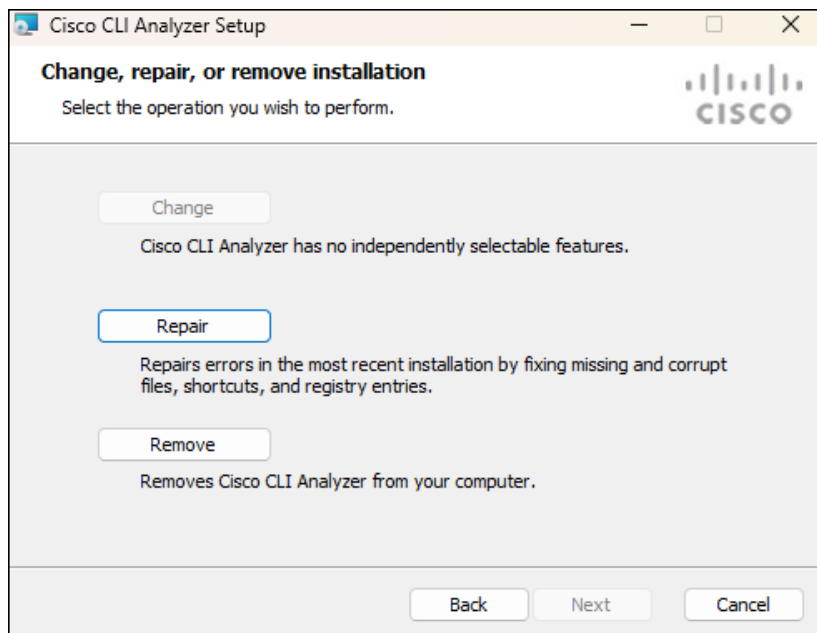 Cisco CLI Analyzer Setup
Change, repair, or remove installation
Select the operation you wish to perform.
CISCO
Change
Cisco CLI Analyzer has no independently selectable features.
Repair
Repairs errors in the most recent installation by fixing missing and corrupt
files, shortcuts, and registry entries.
Remove
Removes Cisco CLI Analyzer from your computer.
Back Next Cancel